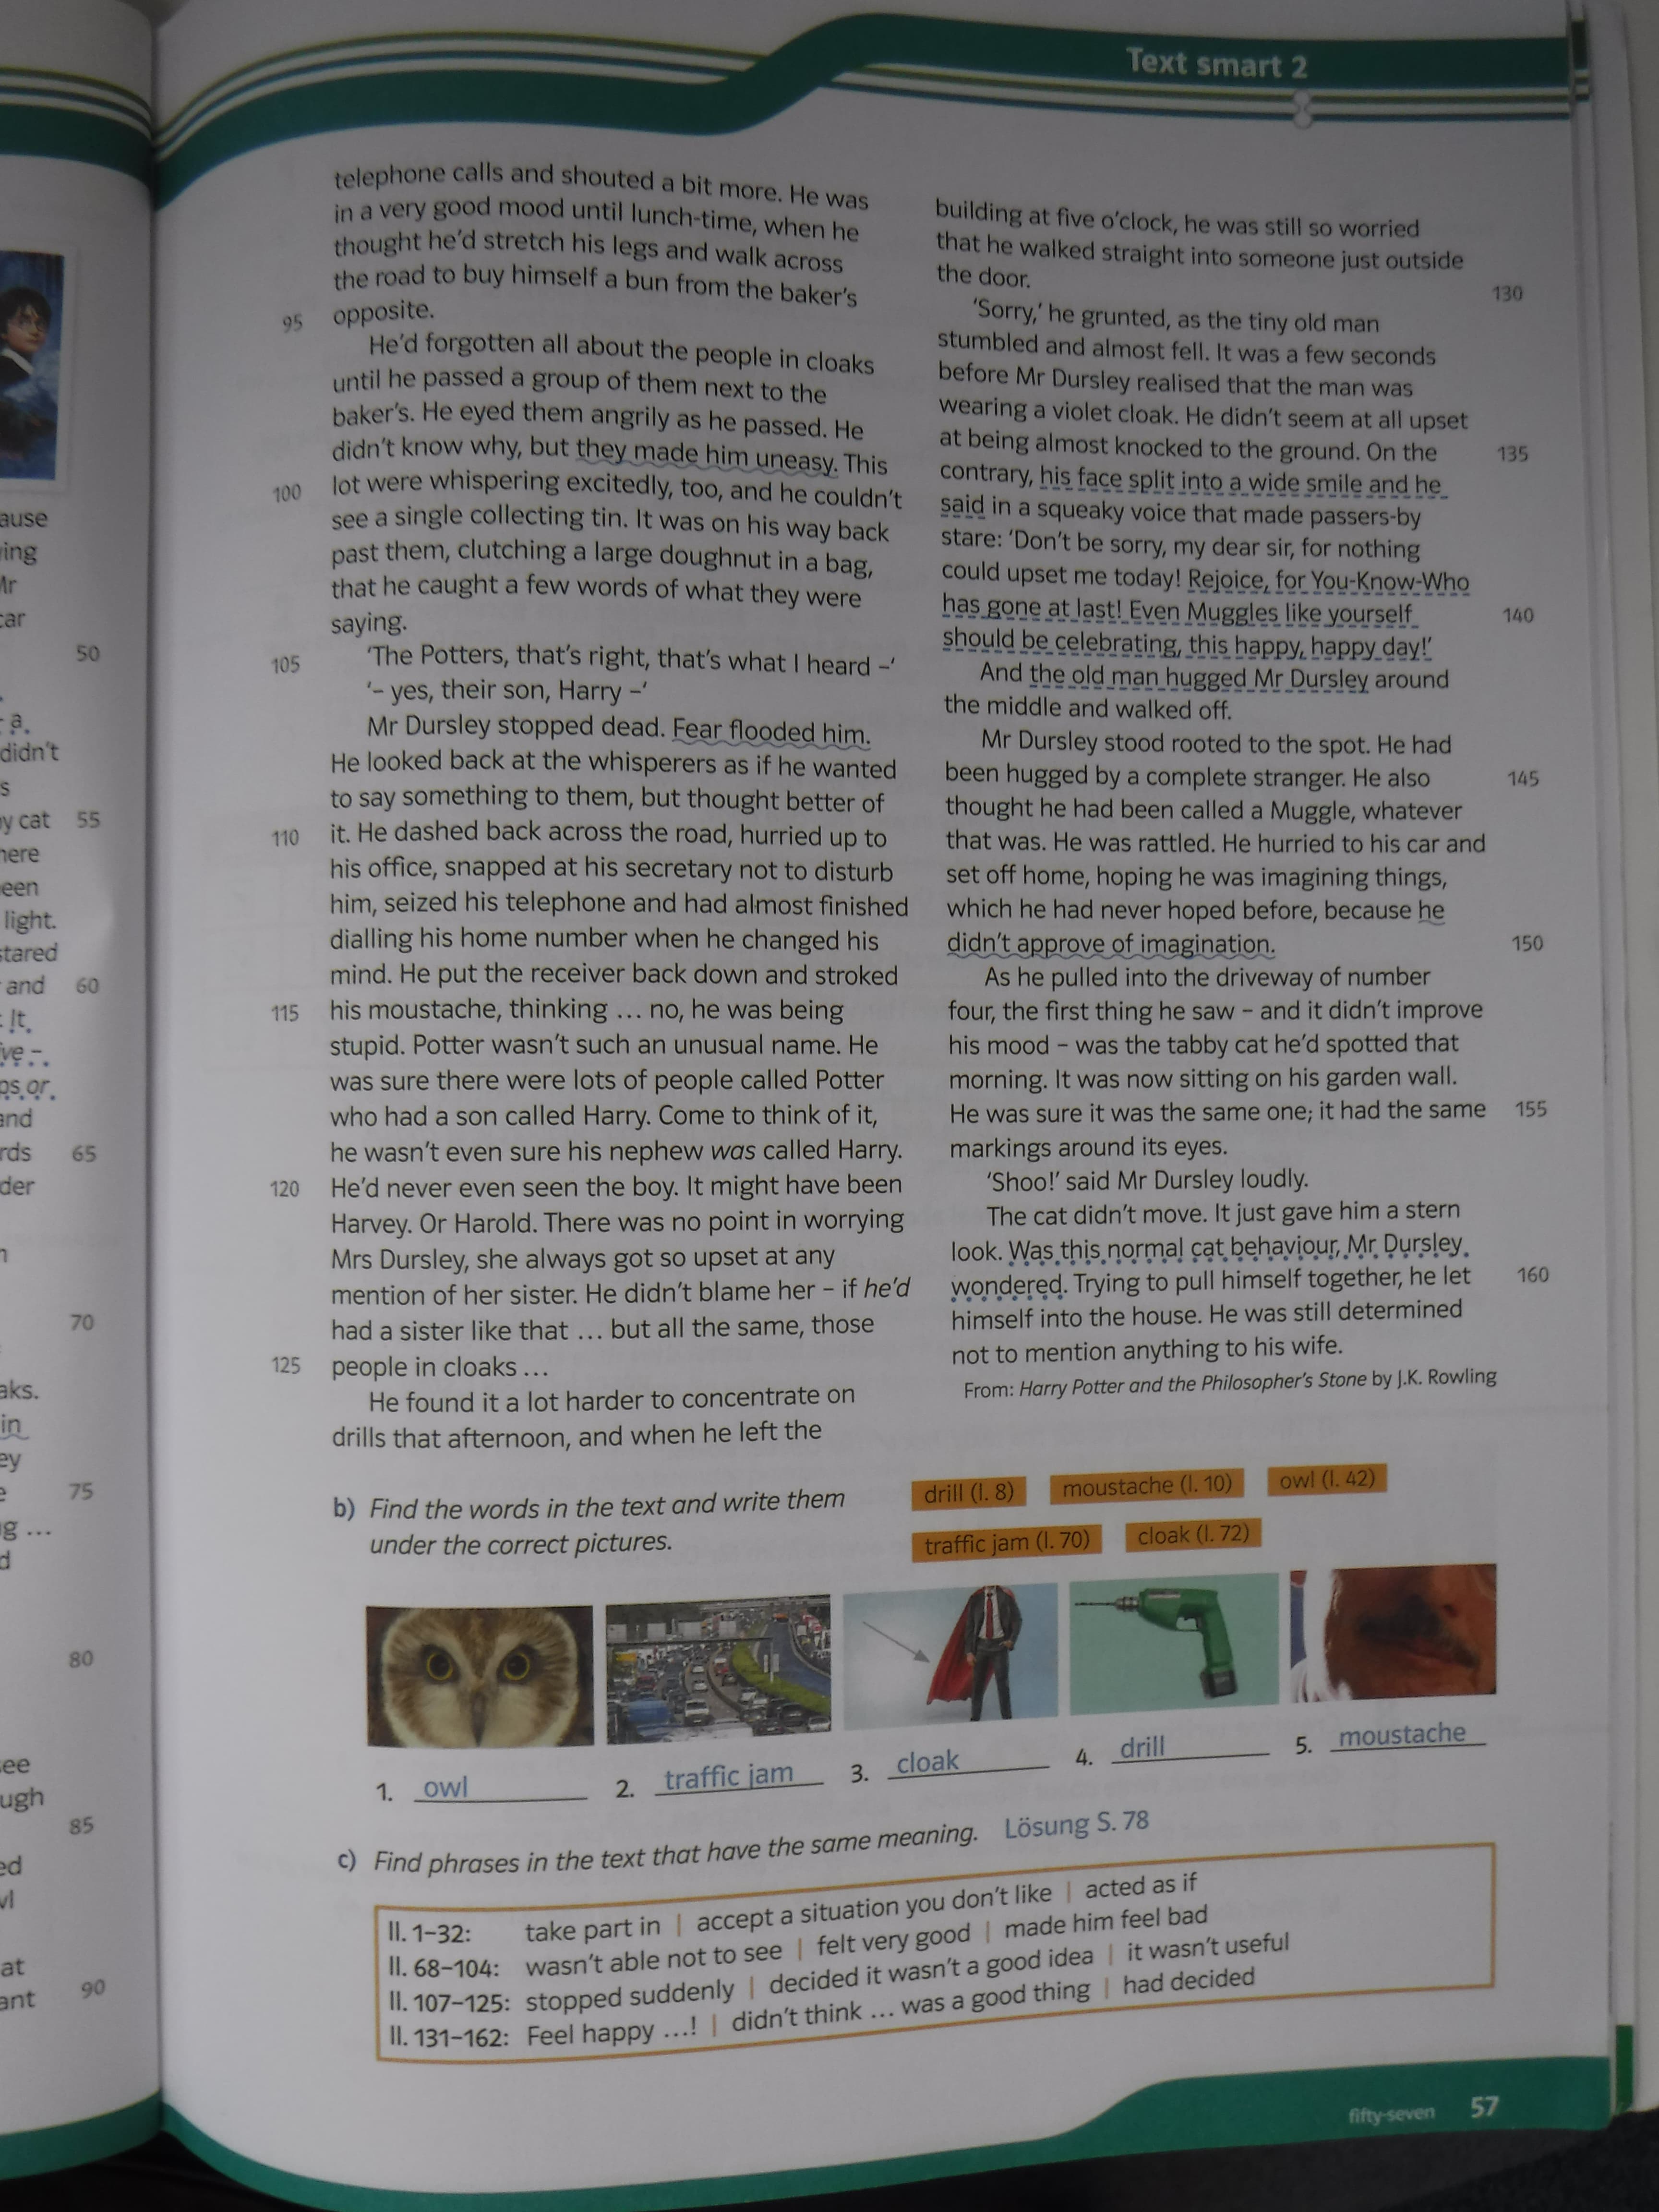 Text smart 2
ause
ing
Mr
car
50
a.
didn't
s
y cat 55
here
een
light.
stared
and 60
It
ve –
ps or
and
rds 65
der
70
aks.
in
ey
75
g ...
d
80
see
ugh
85
ed
wl
at
ant 90
telephone calls and shouted a bit more. He was
in a very good mood until lunch-time, when he
thought he'd stretch his legs and walk across
the road to buy himself a bun from the baker's
95 opposite.
He'd forgotten all about the people in cloaks
until he passed a group of them next to the
baker's. He eyed them angrily as he passed. He
didn't know why, but they made him uneasy. This
100 lot were whispering excitedly, too, and he couldn't
see a single collecting tin. It was on his way back
past them, clutching a large doughnut in a bag,
that he caught a few words of what they were
saying.
105 'The Potters, that's right, that's what I heard –'
'– yes, their son, Harry –'
Mr Dursley stopped dead. Fear flooded him.
He looked back at the whisperers as if he wanted
to say something to them, but thought better of
110 it. He dashed back across the road, hurried up to
his office, snapped at his secretary not to disturb
him, seized his telephone and had almost finished
dialling his home number when he changed his
mind. He put the receiver back down and stroked
115 his moustache, thinking ... no, he was being
stupid. Potter wasn't such an unusual name. He
was sure there were lots of people called Potter
who had a son called Harry. Come to think of it,
he wasn't even sure his nephew was called Harry.
120 He'd never even seen the boy. It might have been
Harvey. Or Harold. There was no point in worrying
Mrs Dursley, she always got so upset at any
mention of her sister. He didn't blame her – if he'd
had a sister like that ... but all the same, those
125 people in cloaks ...
He found it a lot harder to concentrate on
drills that afternoon, and when he left the
building at five o'clock, he was still so worried
that he walked straight into someone just outside
the door. 130
'Sorry,' he grunted, as the tiny old man
stumbled and almost fell. It was a few seconds
before Mr Dursley realised that the man was
wearing a violet cloak. He didn't seem at all upset
at being almost knocked to the ground. On the 135
contrary, his face split into a wide smile and he
said in a squeaky voice that made passers-by
stare: 'Don't be sorry, my dear sir, for nothing
could upset me today! Rejoice, for You-Know-Who
has gone at last! Even Muggles like yourself 140
should be celebrating, this happy, happy day!'
And the old man hugged Mr Dursley around
the middle and walked off.
Mr Dursley stood rooted to the spot. He had
been hugged by a complete stranger. He also 145
thought he had been called a Muggle, whatever
that was. He was rattled. He hurried to his car and
set off home, hoping he was imagining things,
which he had never hoped before, because he
didn't approve of imagination. 150
As he pulled into the driveway of number
four, the first thing he saw – and it didn't improve
his mood – was the tabby cat he'd spotted that
morning. It was now sitting on his garden wall.
He was sure it was the same one; it had the same 155
markings around its eyes.
'Shoo!' said Mr Dursley loudly.
The cat didn't move. It just gave him a stern
look. Was this normal cat behaviour, Mr Dursley
wondered. Trying to pull himself together, he let 160
himself into the house. He was still determined
not to mention anything to his wife.
From: Harry Potter and the Philosopher's Stone by J.K. Rowling
b) Find the words in the text and write them
under the correct pictures.
drill (l. 8) moustache (l. 10) owl (l. 42)
traffic jam (l. 70) cloak (l. 72)
1. owl 2. traffic jam 3. cloak 4. drill 5. moustache
c) Find phrases in the text that have the same meaning. Lösung S. 78
ll. 1–32: take part in | accept a situation you don't like | acted as if
ll. 68–104: wasn't able not to see | felt very good | made him feel bad
ll. 107–125: stopped suddenly | decided it wasn't a good idea | it wasn't useful
ll. 131–162: Feel happy ...! | didn't think ... was a good thing | had decided
fifty-seven 57